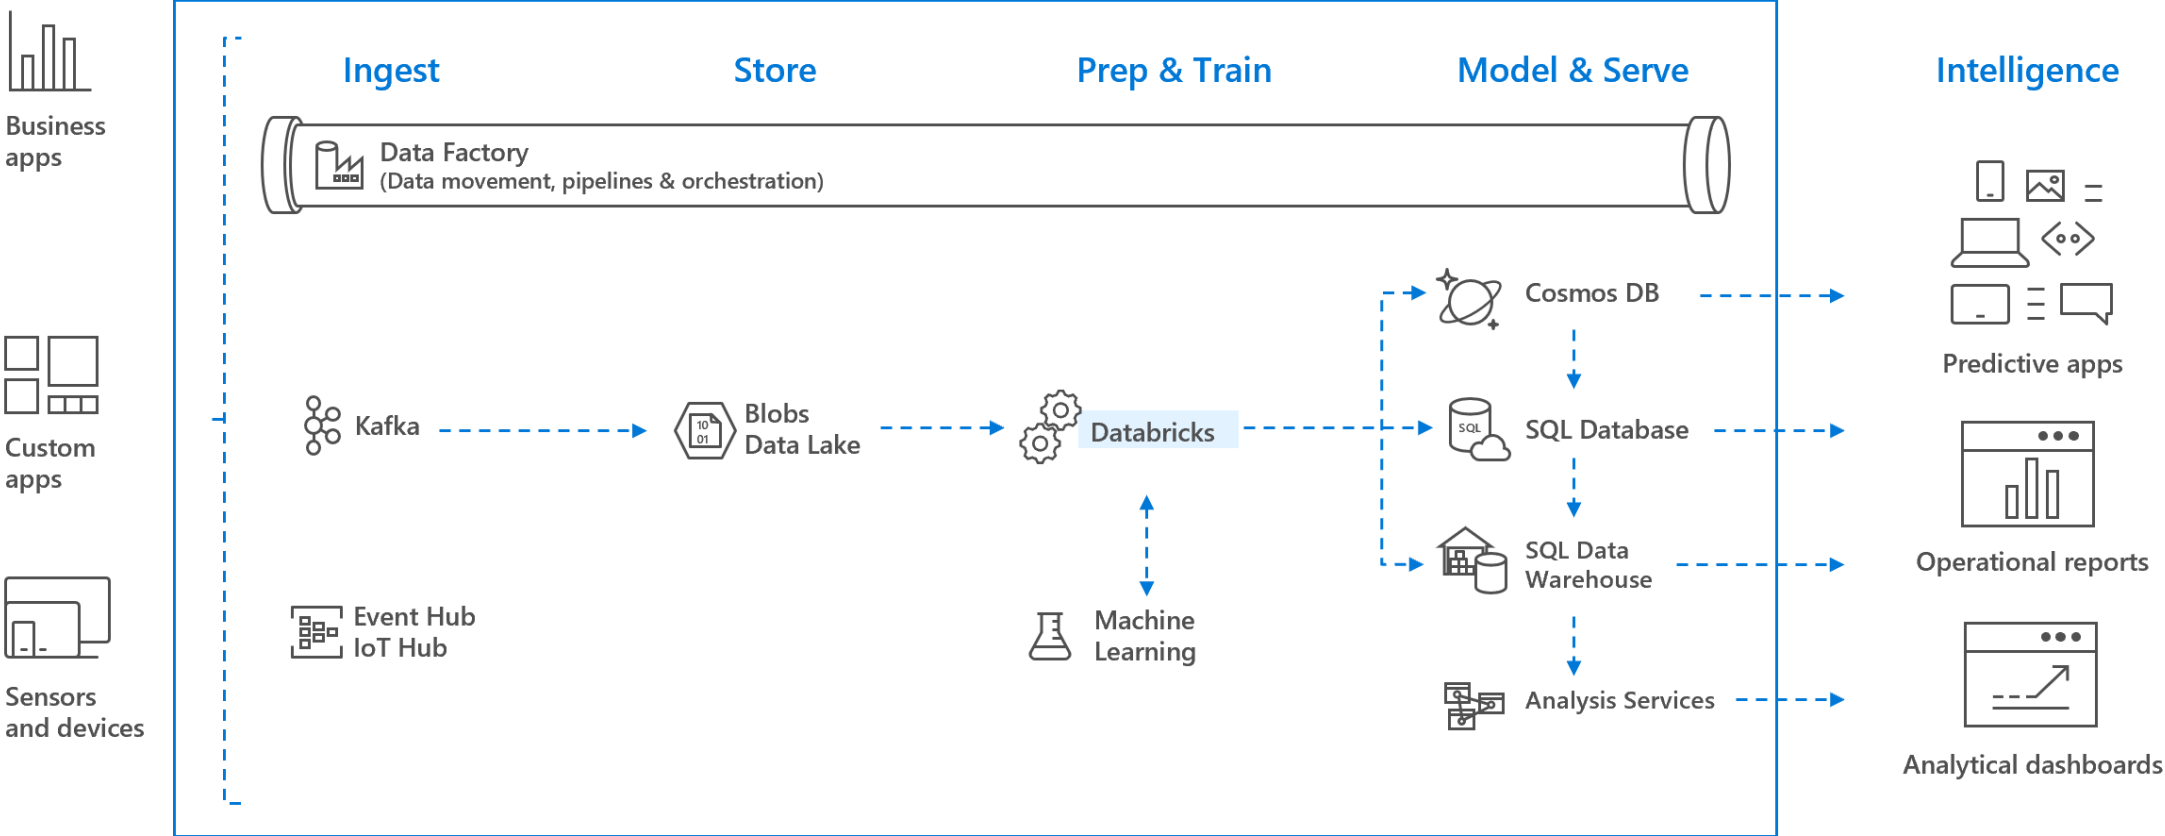 Business
apps
Custom
apps
Sensors
and devices
Ingest
Store
Prep & Train
Model & Serve
Intelligence
Data Factory
(Data movement, pipelines & orchestration)
Kafka
Event Hub
IoT Hub
10
01
Blobs
Data Lake
Databricks
Machine
Learning
Cosmos DB
SQL
SQL Database
SQL Data
Warehouse
Analysis Services
Predictive apps
Operational reports
Analytical dashboards